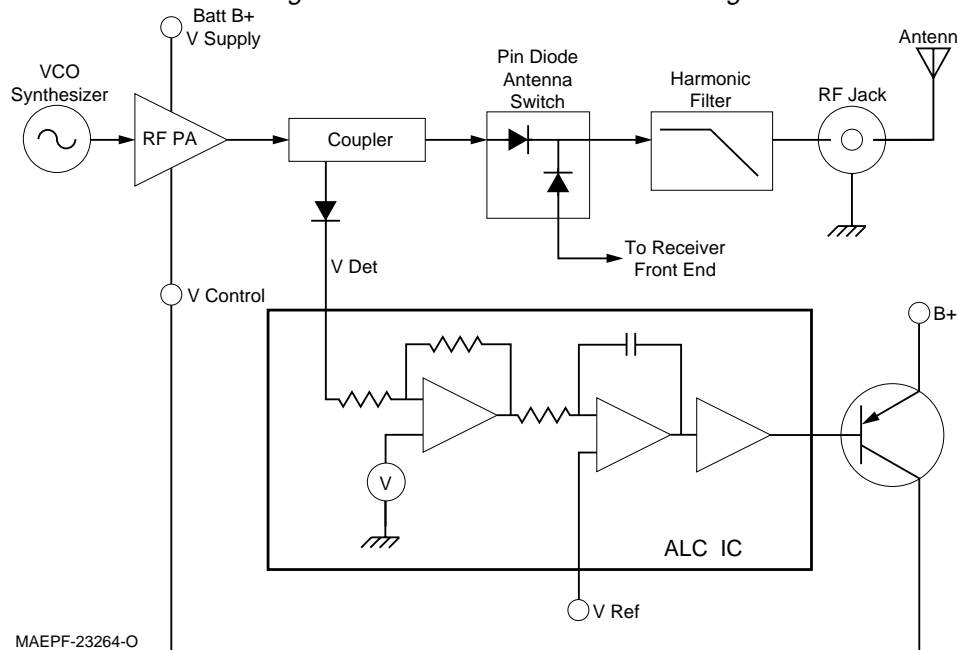 Batt B+
V Supply
VCO
Synthesizer
RF PA
Coupler
Pin Diode
Antenna
Switch
Harmonic
Filter
RF Jack
Antenn
To Receiver
Front End
V Det
V Control
B+
V
ALC IC
V Ref
MAEPF-23264-O